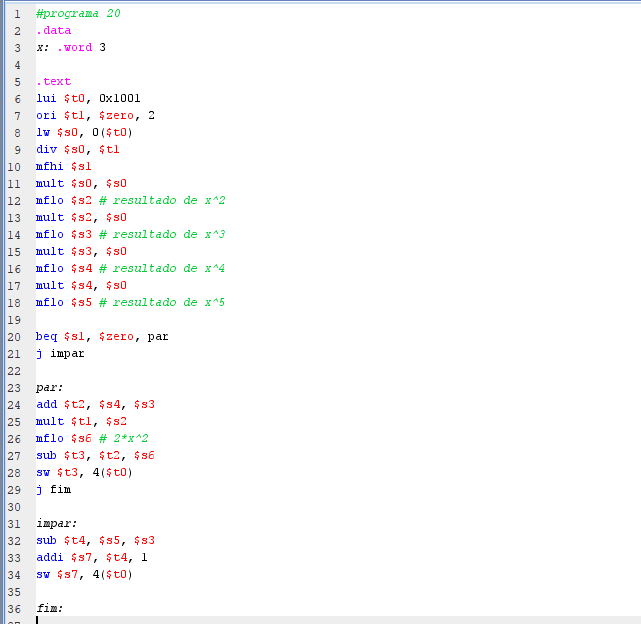 1 #programa 20
2 .data
3 x: .word 3
4
5 .text
6 lui $t0, 0x1001
7 ori $t1, $zero, 2
8 lw $s0, 0($t0)
9 div $s0, $t1
10 mfhi $s1
11 mult $s0, $s0
12 mflo $s2 # resultado de x^2
13 mult $s2, $s0
14 mflo $s3 # resultado de x^3
15 mult $s3, $s0
16 mflo $s4 # resultado de x^4
17 mult $s4, $s0
18 mflo $s5 # resultado de x^5
19
20 beq $s1, $zero, par
21 j impar
22
23 par:
24 add $t2, $s4, $s3
25 mult $t1, $s2
26 mflo $s6 # 2*x^2
27 sub $t3, $t2, $s6
28 sw $t3, 4($t0)
29 j fim
30
31 impar:
32 sub $t4, $s5, $s3
33 addi $s7, $t4, 1
34 sw $s7, 4($t0)
35
36 fim:
37